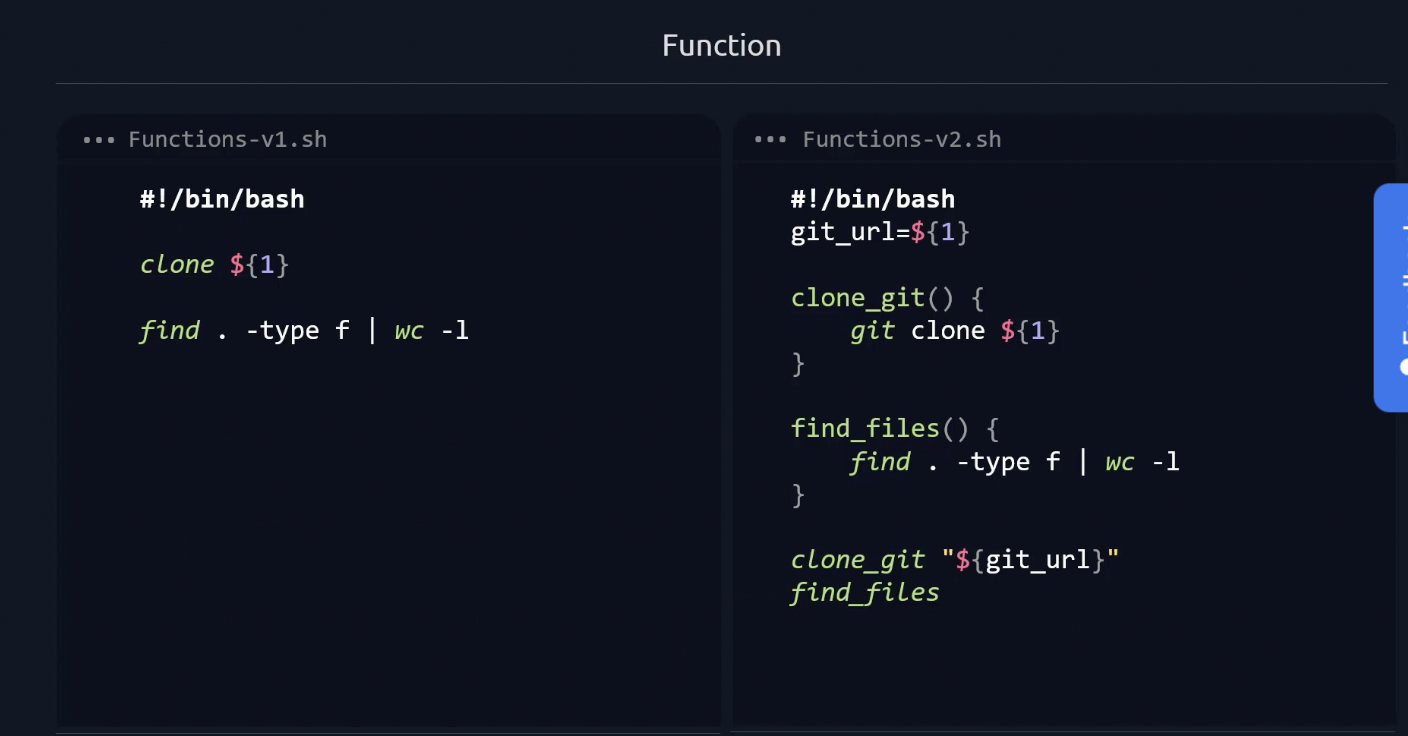 Function
Functions-v1.sh
#!/bin/bash
clone ${1}
find . -type f | wc -l
Functions-v2.sh
#!/bin/bash
git_url=${1}
clone_git() {
    git clone ${1}
}
find_files() {
    find . -type f | wc -l
}
clone_git "${git_url}"
find_files